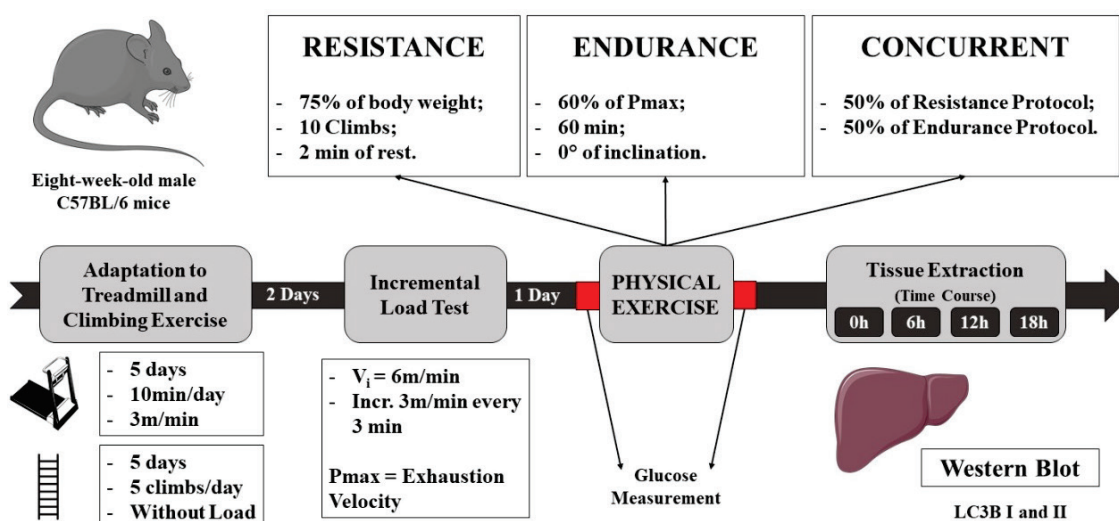 RESISTANCE
- 75% of body weight;
- 10 Climbs;
- 2 min of rest.
ENDURANCE
- 60% of Pmax;
- 60 min;
- 0° of inclination.
CONCURRENT
- 50% of Resistance Protocol;
- 50% of Endurance Protocol.
Eight-week-old male
C57BL/6 mice
Adaptation to
Treadmill and
Climbing Exercise
2 Days
Incremental
Load Test
1 Day
PHYSICAL
EXERCISE
Tissue Extraction
(Time Course)
0h
6h
12h
18h
- 5 days
- 10min/day
- 3m/min
- 5 days
- 5 climbs/day
- Without Load
- Vi = 6m/min
- Incr. 3m/min every
3 min
Pmax = Exhaustion
Velocity
Glucose
Measurement
Western Blot
LC3B I and II